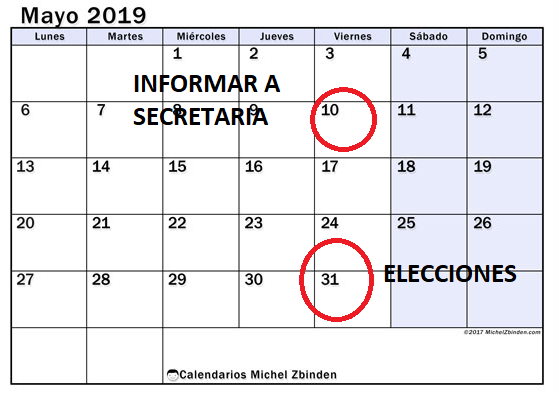 Mayo 2019
Lunes Martes Miércoles Jueves Viernes Sábado Domingo
1 2 3 4 5
INFORMAR A
SECRETARIA
6 7 8 9 10 11 12
13 14 15 16 17 18 19
20 21 22 23 24 25 26
27 28 29 30 31
ELECCIONES
©2017 MichelZbinden.com
Calendarios Michel Zbinden